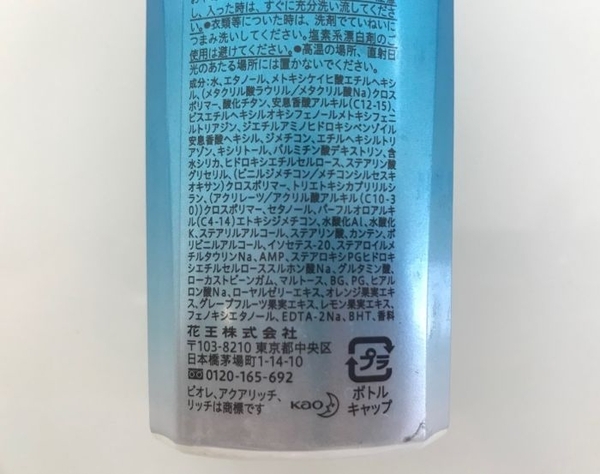 し、入った時は、すぐに充分洗い流してくださ
い。●衣類等についた時は、洗剤でていねいに
つまみ洗いしてください。塩素系漂白剤のご
使用は避けてください。●高温の場所、直射日
光のあたる場所には置かないでください。
成分:水、エタノール、メトキシケイヒ酸エチルヘキシ
ル、(メタクリル酸ラウリル/メタクリル酸Na)クロス
ポリマー、酸化チタン、安息香酸アルキル(C12-15)、
ビスエチルヘキシルオキシフェノールメトキシフェニ
ルトリアジン、ジエチルアミノヒドロキシベンゾイル
安息香酸ヘキシル、ジメチコン、エチルヘキシルトリ
アゾン、キシリトール、パルミチン酸デキストリン、含
水シリカ、ヒドロキシエチルセルロース、ステアリン酸
グリセリル、(ビニルジメチコン/メチコンシルセスキ
オキサン)クロスポリマー、トリエトキシカプリリルシ
ラン、(アクリレーツ/アクリル酸アルキル(C10-3
0))クロスポリマー、セタノール、パーフルオロアルキ
ル(C4-14)エトキシジメチコン、水酸化Al、水酸化
K、ステアリルアルコール、ステアリン酸、カンテン、ポ
リビニルアルコール、イソセテス-20、ステアロイルメ
チルタウリンNa、AMP、ステアロキシPGヒドロキ
シエチルセルローススルホン酸Na、グルタミン酸、
ローカストビーンガム、マルトース、BG、PG、ヒアル
ロン酸Na、ローヤルゼリーエキス、オレンジ果実エキ
ス、グレープフルーツ果実エキス、レモン果実エキス、
フェノキシエタノール、EDTA-2Na、BHT、香料
花王株式会社
〒103-8210 東京都中央区
日本橋茅場町1-14-10
0120-165-692
ビオレ、アクアリッチ、
リッチは商標です
Kao
プラ
ボトル
キャップ